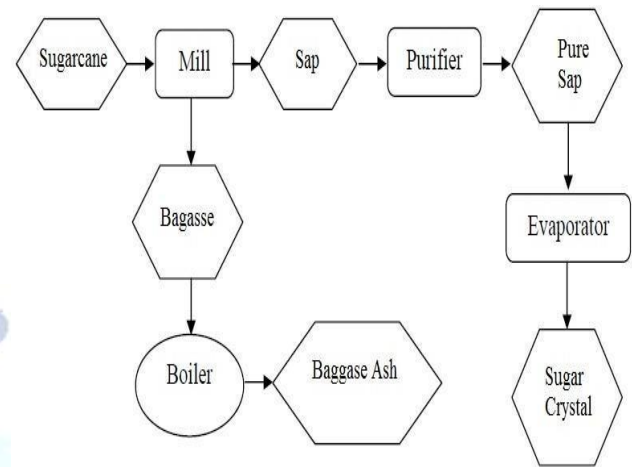 Sugarcane
Mill
Sap
Purifier
Pure
Sap
Bagasse
Evaporator
Boiler
Baggase Ash
Sugar
Crystal